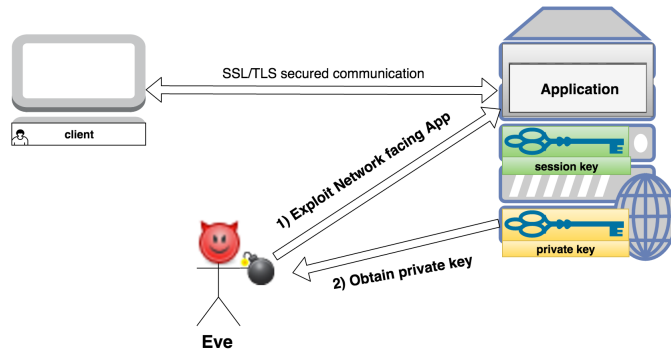 SSL/TLS secured communication
Application
client
session key
1) Exploit Network facing App
private key
2) Obtain private key
Eve